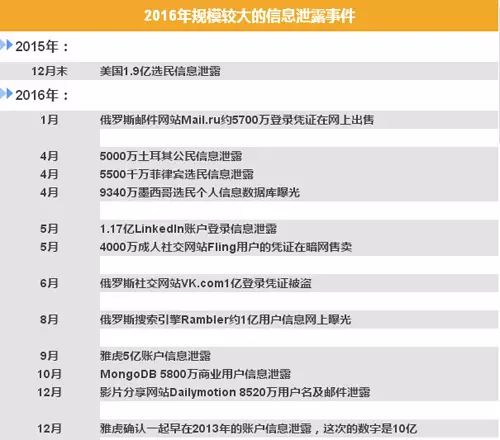 2016年规模较大的信息泄露事件
2015年：
12月末 美国1.9亿选民信息泄露
2016年：
1月 俄罗斯邮件网站Mail.ru约5700万登录凭证在网上出售
4月 5000万土耳其公民信息泄露
4月 5500千万菲律宾选民信息泄露
4月 9340万墨西哥选民个人信息数据库曝光
5月 1.17亿LinkedIn账户登录信息泄露
5月 4000万成人社交网站Fling用户的凭证在暗网售卖
6月 俄罗斯社交网站VK.com1亿登录凭证被盗
8月 俄罗斯搜索引擎Rambler约1亿用户信息网上曝光
9月 雅虎5亿账户信息泄露
10月 MongoDB 5800万商业用户信息泄露
12月 影片分享网站Dailymotion 8520万用户名及邮件泄露
12月 雅虎确认一起早在2013年的账户信息泄露，这次的数字是10亿